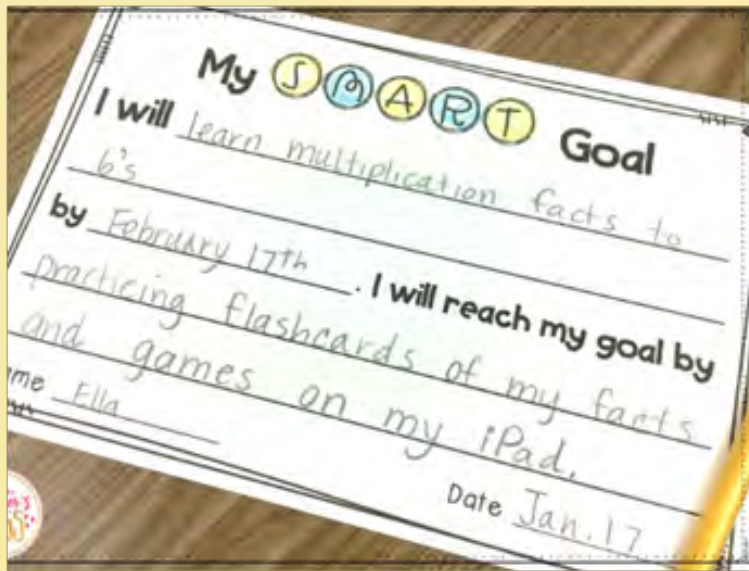 My SMART Goal
I will learn multiplication facts to
6's
by February 17th. I will reach my goal by
practicing flashcards of my facts
and games on my iPad.
me Ella
Date Jan. 17